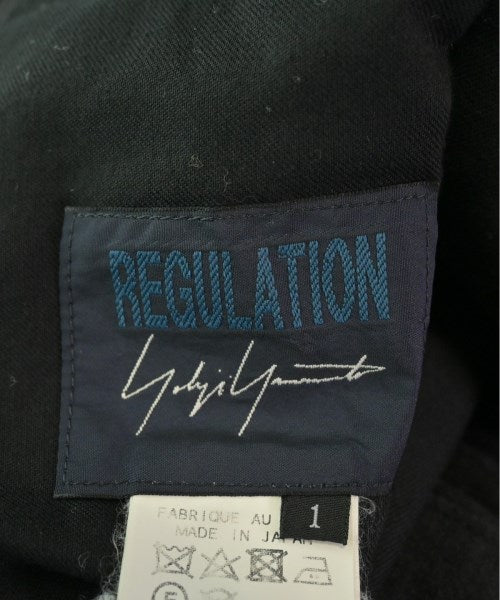 REGULATION
Yohji Yamamoto
1
FABRIQUE AU
MADE IN JAPAN